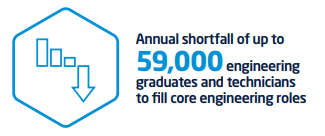 Annual shortfall of up to
59,000 engineering
graduates and technicians
to fill core engineering roles